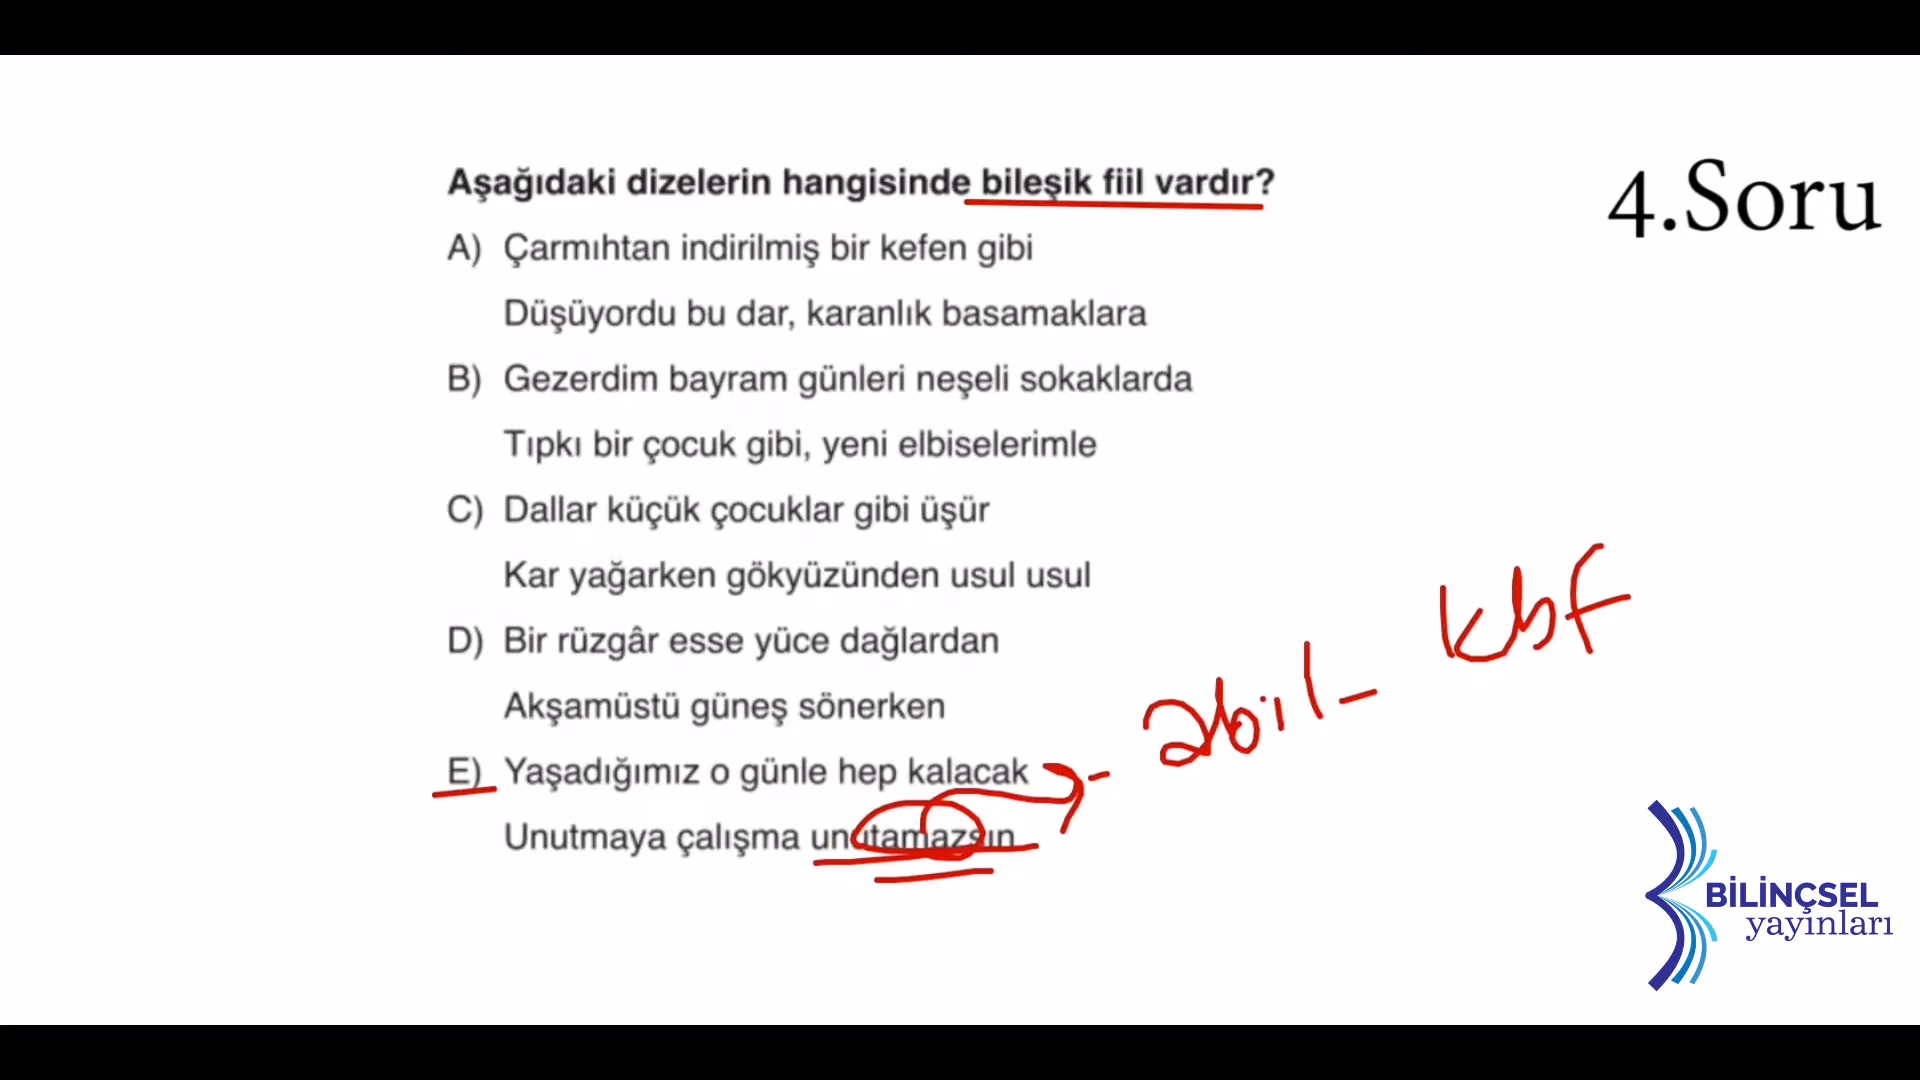 Aşağıdaki dizelerin hangisinde bileşik fiil vardır?
4.Soru
A) Çarmıhtan indirilmiş bir kefen gibi
Düşüyordu bu dar, karanlık basamaklara
B) Gezerdim bayram günleri neşeli sokaklarda
Tıpkı bir çocuk gibi, yeni elbiselerimle
C) Dallar küçük çocuklar gibi üşür
Kar yağarken gökyüzünden usul usul
D) Bir rüzgâr esse yüce dağlardan
Akşamüstü güneş sönerken
E) Yaşadığımız o günle hep kalacak
Unutmaya çalışma unutamazsın
-abil- kbf
BİLİNÇSEL
yayınları